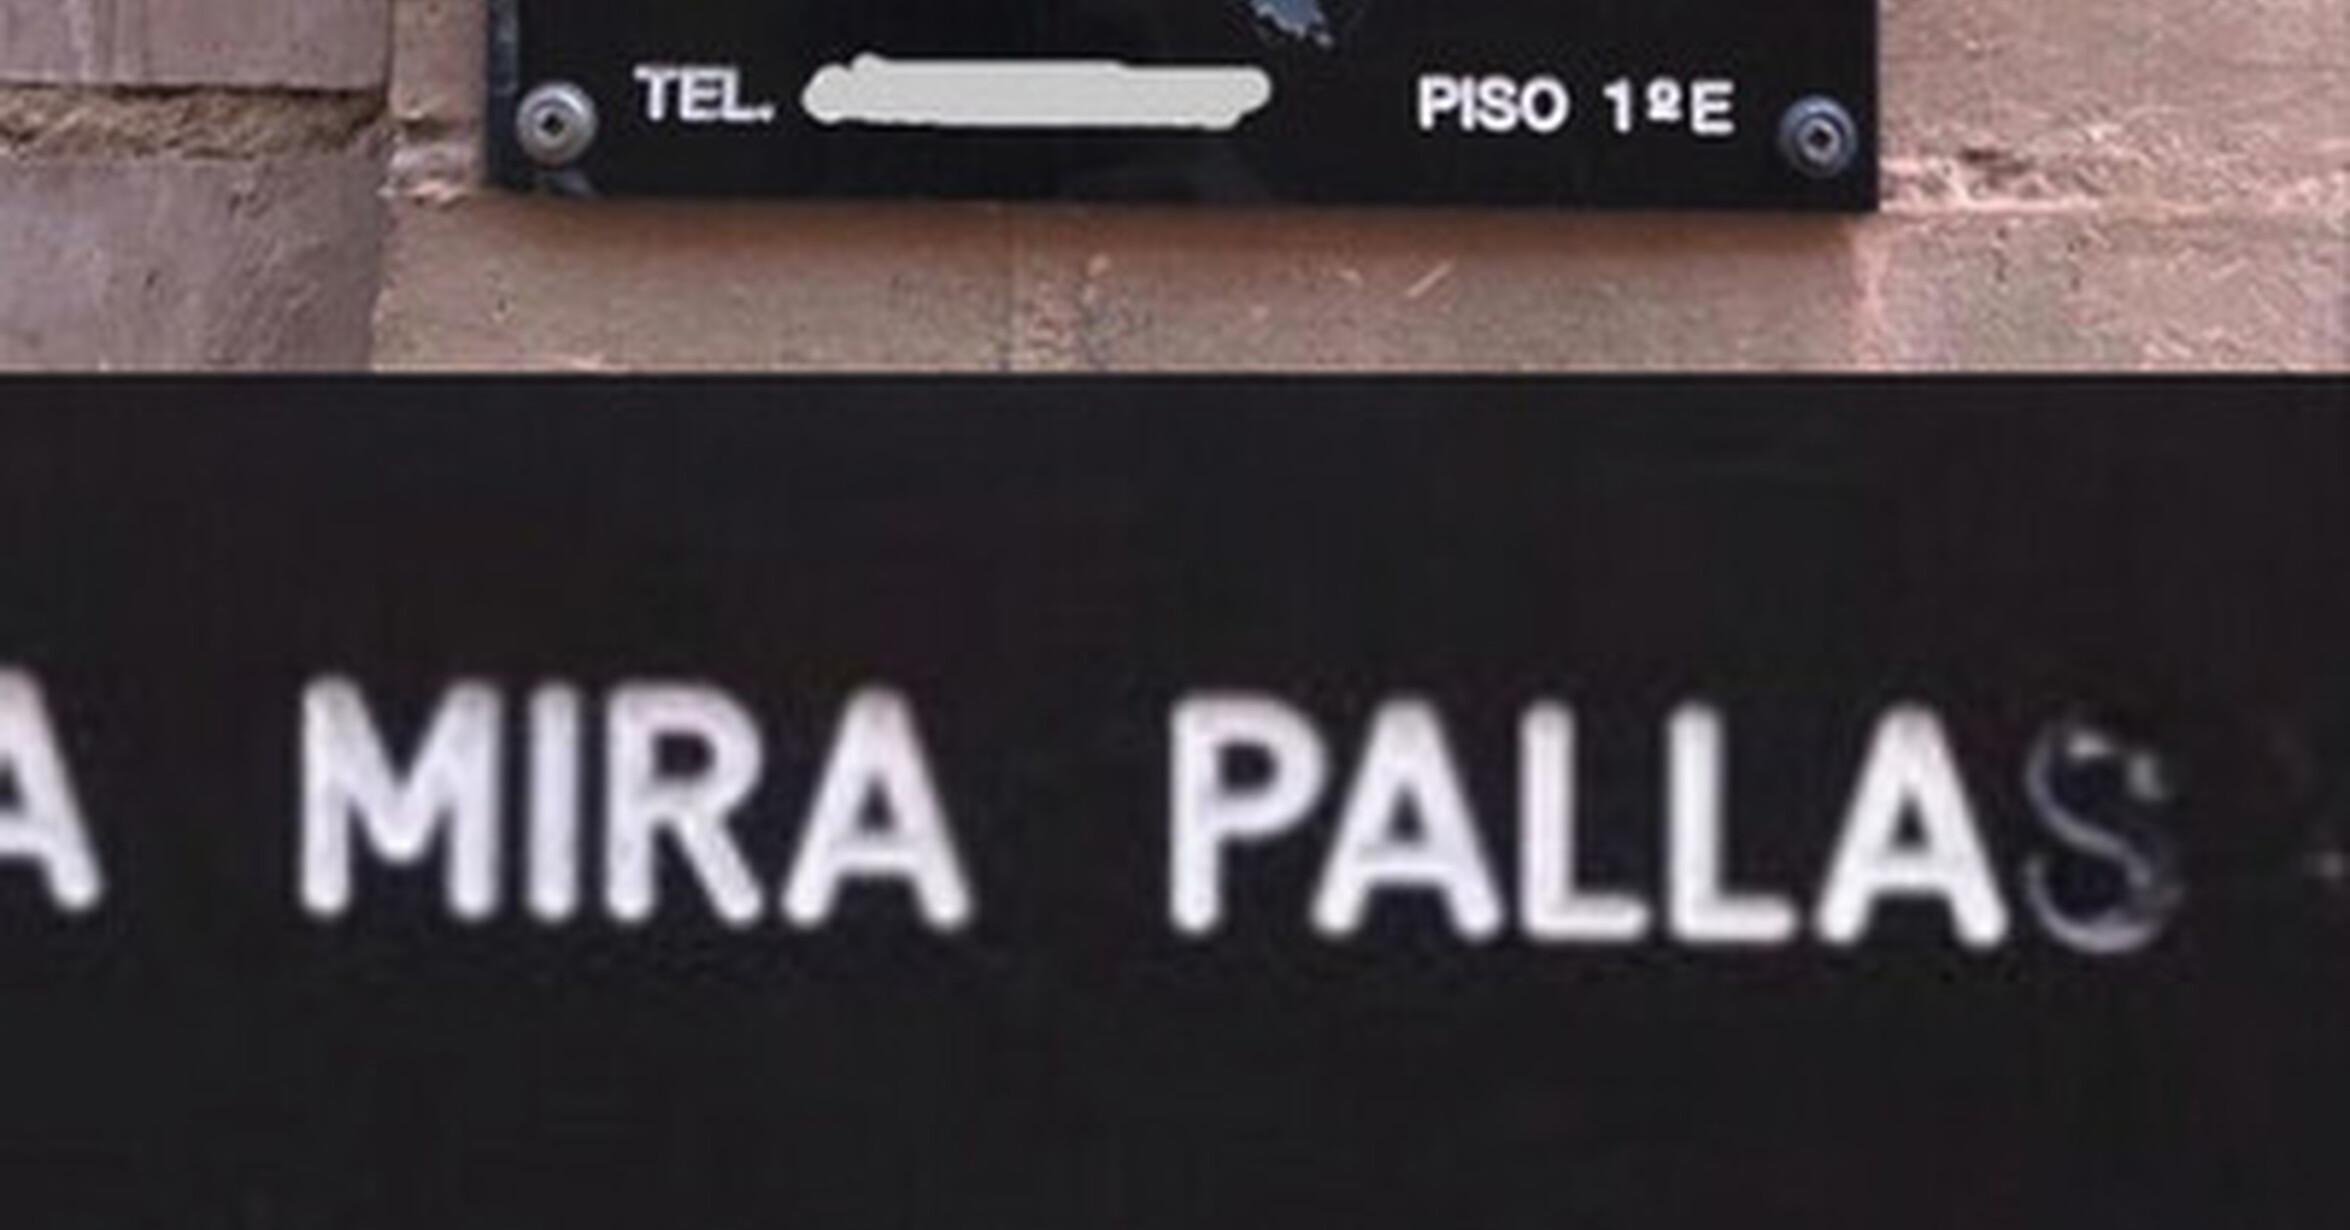 TEL. PISO 1ºE
A MIRA PALLAS